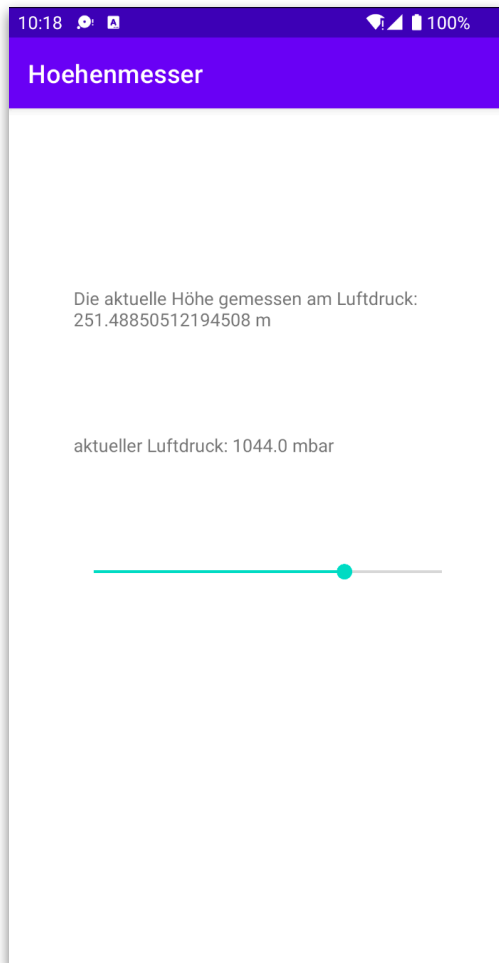 10:18 100%
Hoehenmesser
Die aktuelle Höhe gemessen am Luftdruck:
251.48850512194508 m
aktueller Luftdruck: 1044.0 mbar